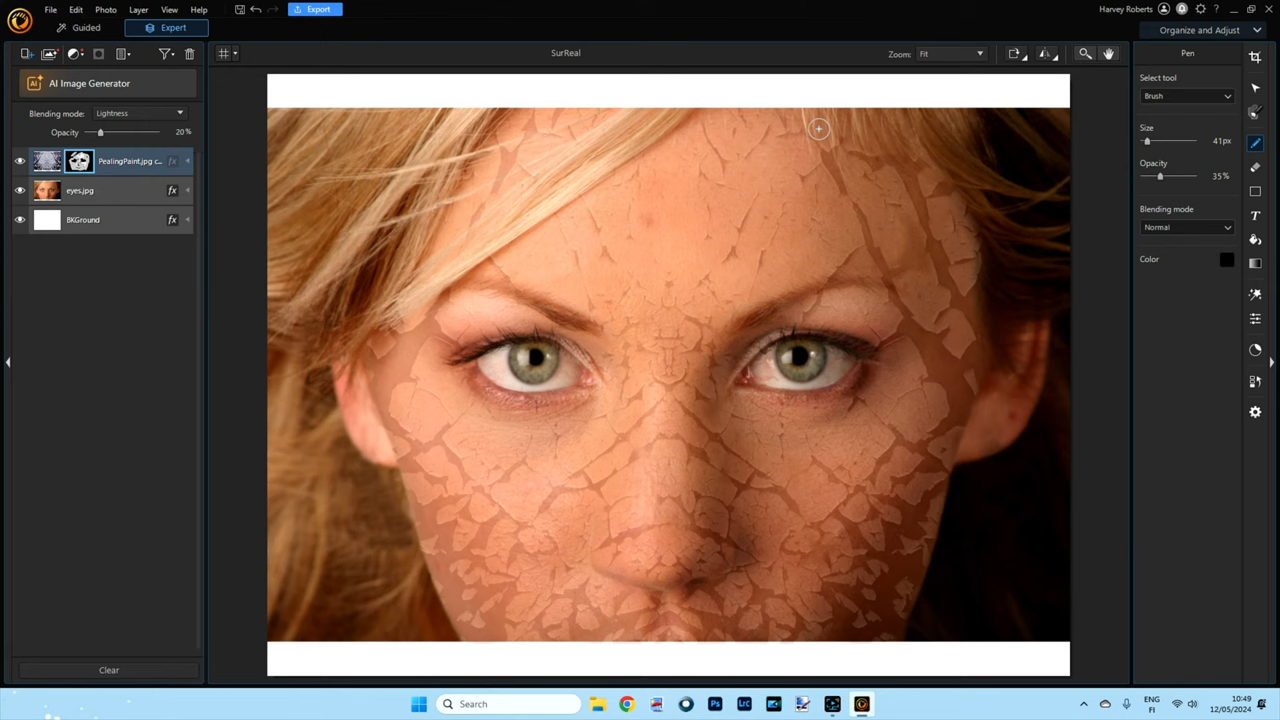 File Edit Photo Layer View Help Export Harvey Roberts
Guided Expert Organize and Adjust
SurReal Zoom: Fit Pen
AI Image Generator
Blending mode: Lightness
Opacity 20%
PealingPaint.jpg c... fx
eyes.jpg fx
BKGround fx
Clear
Select tool
Brush
Size
41px
Opacity
35%
Blending mode
Normal
Color
T
Search
Ps
LrC
ENG
FI
10:49
12/05/2024